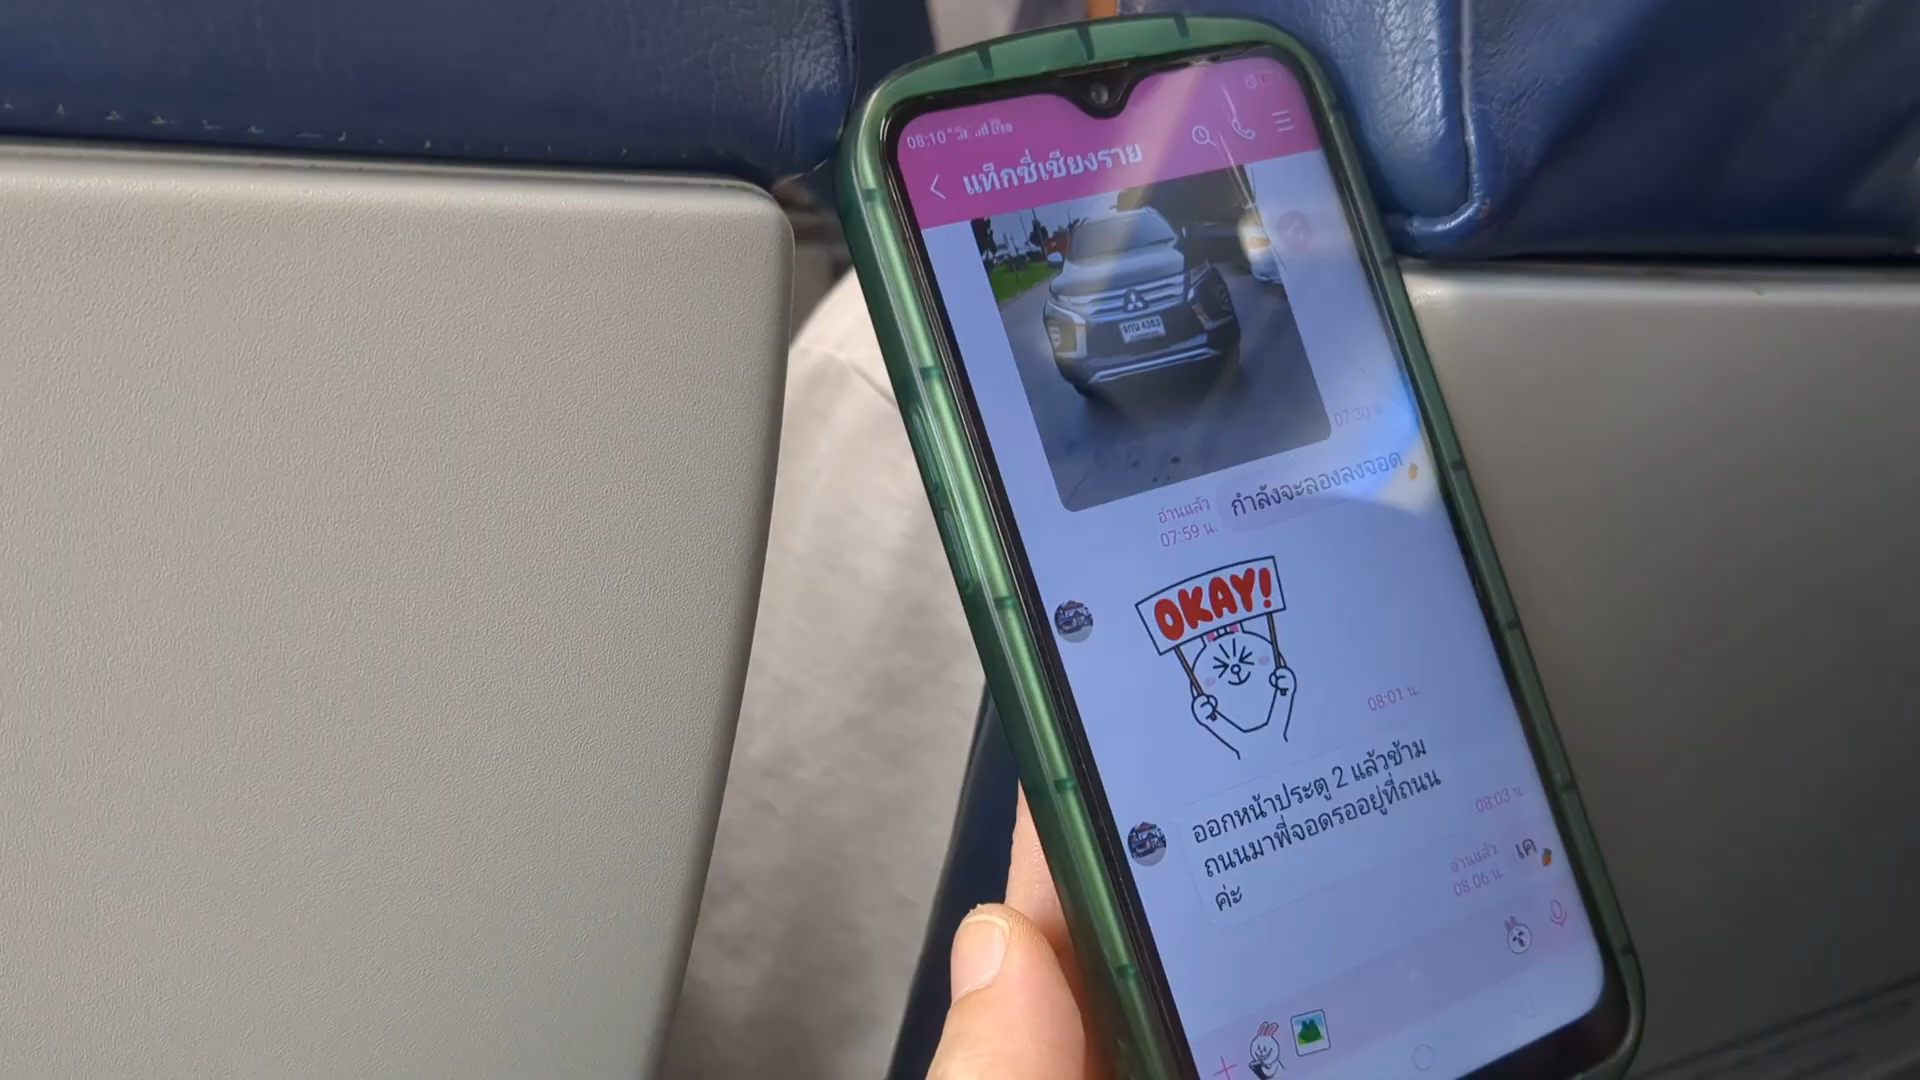 08:10
แท็กซี่เชียงราย
4383
07:30 น.
กำลังจะลองลงจอด
อ่านแล้ว
07:59 น.
OKAY!
08:01 น.
ออกหน้าประตู 2 แล้วข้าม
ถนนมาพี่จอดรออยู่ที่ถนน
ค่ะ
08:03 น.
เค
อ่านแล้ว
08:06 น.